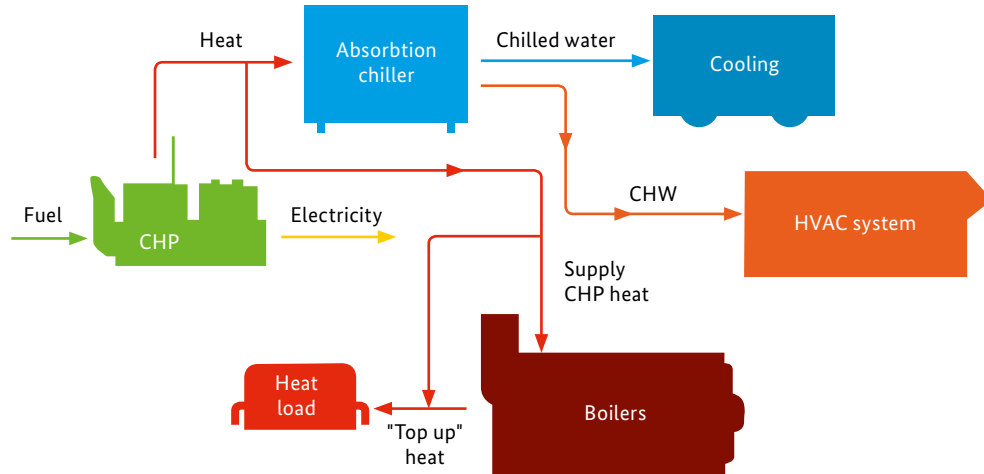 Heat
Absorbtion
chiller
Chilled water
Cooling
Fuel
CHP
Electricity
CHW
HVAC system
Supply
CHP heat
Heat
load
"Top up"
heat
Boilers